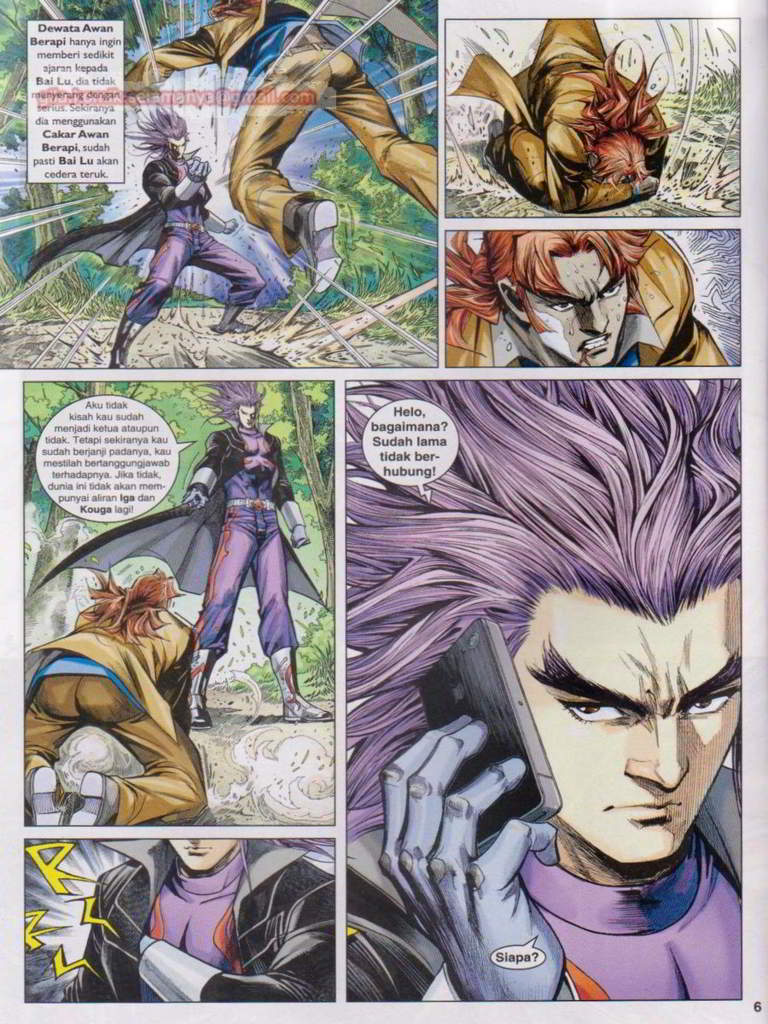 Dewata Awan
Berapi hanya ingin
memberi sedikit
ajaran kepada
Bai Lu, dia tidak
menyerang dengan
serius. Sekiranya
dia menggunakan
Cakar Awan
Berapi, sudah
pasti Bai Lu akan
cedera teruk.
Aku tidak
kisah kau sudah
menjadi ketua ataupun
tidak. Tetapi sekiranya kau
sudah berjanji padanya, kau
mestilah bertanggungjawab
terhadapnya. Jika tidak,
dunia ini tidak akan mem-
punyai aliran Iga dan
Kouga lagi!
Helo,
bagaimana?
Sudah lama
tidak ber-
hubung!
R
R
Siapa?
6